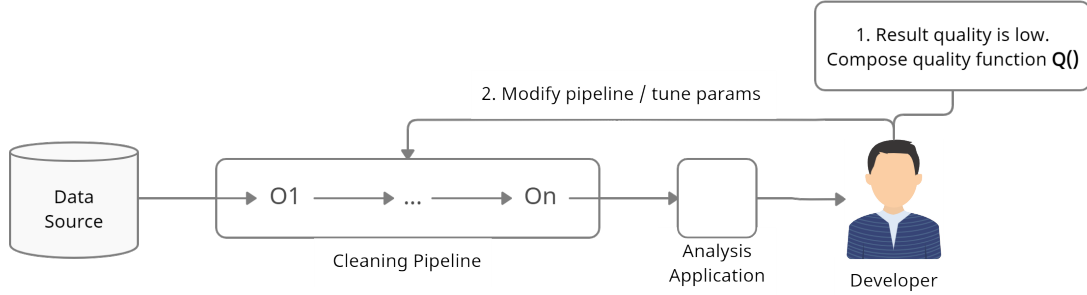 1. Result quality is low.
Compose quality function Q()
2. Modify pipeline / tune params
Data
Source
O1
...
On
Cleaning Pipeline
Analysis
Application
Developer